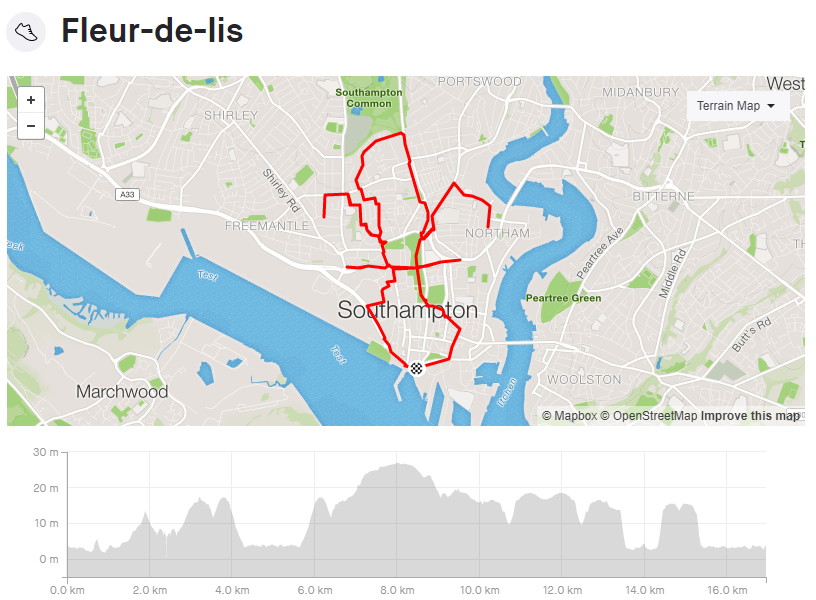 Fleur-de-lis
+
−
Southampton
Common
PORTSWOOD
MIDANBURY
West
Terrain Map
SHIRLEY
Shirley Rd
A33
BITTERNE
FREEMANTLE
NORTHAM
Peartree Ave
Middle Rd
Test
Peartree Green
Southampton
Test
Butt's Rd
Marchwood
Itchen
WOOLSTON
© Mapbox © OpenStreetMap Improve this map
30 m
20 m
10 m
0 m
0.0 km 2.0 km 4.0 km 6.0 km 8.0 km 10.0 km 12.0 km 14.0 km 16.0 km